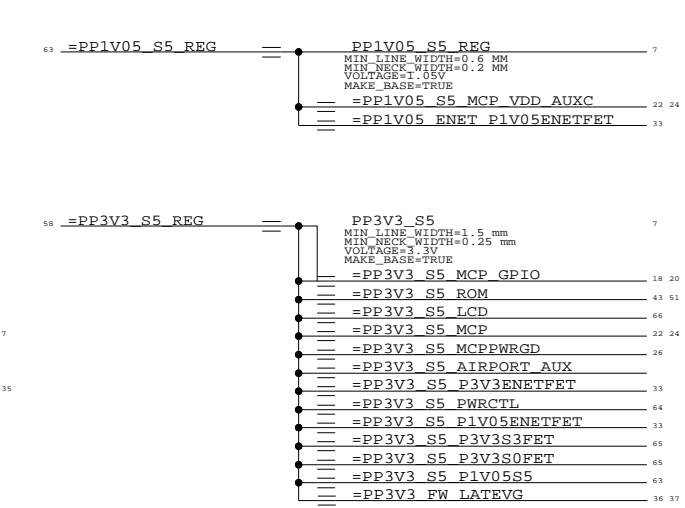 63 =PP1V05_S5_REG PP1V05_S5_REG 7
MIN_LINE_WIDTH=0.6 MM
MIN_NECK_WIDTH=0.2 MM
VOLTAGE=1.05V
MAKE_BASE=TRUE
=PP1V05_S5_MCP_VDD_AUXC 22 24
=PP1V05_ENET_P1V05ENETFET 33
58 =PP3V3_S5_REG PP3V3_S5 7
MIN_LINE_WIDTH=1.5 mm
MIN_NECK_WIDTH=0.25 mm
VOLTAGE=3.3V
MAKE_BASE=TRUE
=PP3V3_S5_MCP_GPIO 18 20
=PP3V3_S5_ROM 43 51
=PP3V3_S5_LCD 66
7 =PP3V3_S5_MCP 22 24
=PP3V3_S5_MCPPWRGD 26
=PP3V3_S5_AIRPORT_AUX
35 =PP3V3_S5_P3V3ENETFET 33
=PP3V3_S5_PWRCTL 64
=PP3V3_S5_P1V05ENETFET 33
=PP3V3_S5_P3V3S3FET 65
=PP3V3_S5_P3V3S0FET 65
=PP3V3_S5_P1V05S5 63
=PP3V3_FW_LATEVG 36 37